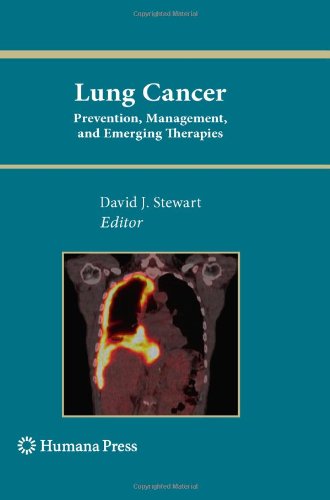 Lung Cancer
Prevention, Management,
and Emerging Therapies
David J. Stewart
Editor
Humana Press